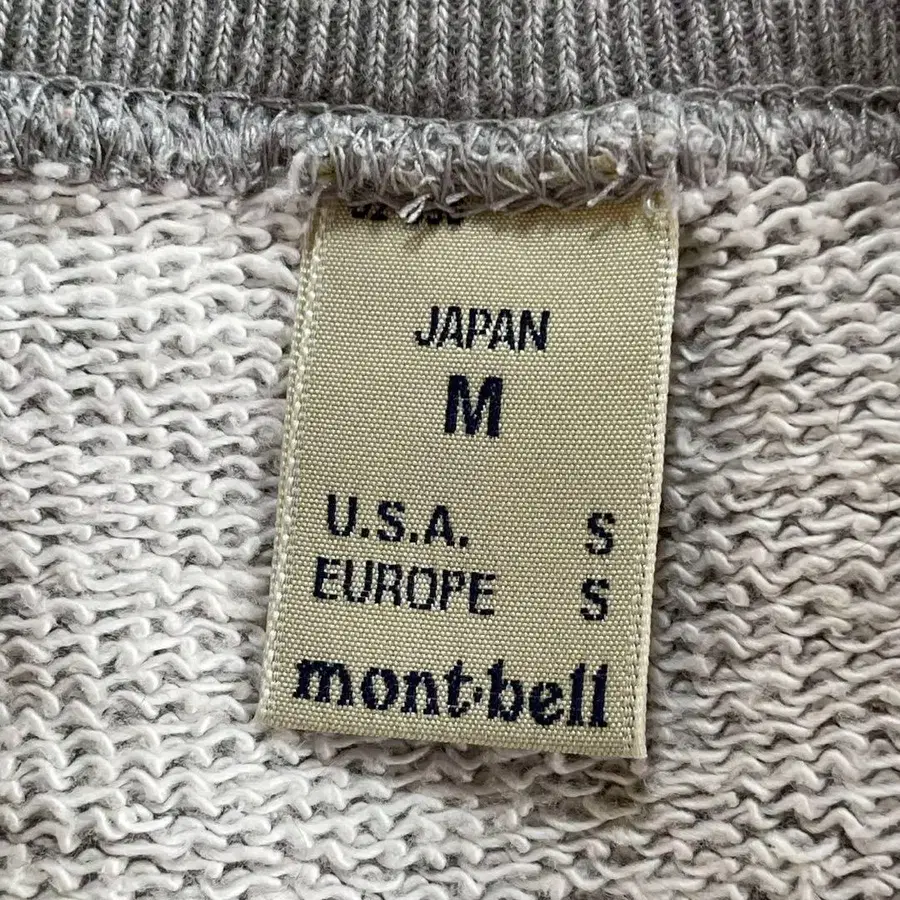 JAPAN
M
U.S.A. S
EUROPE S
mont·bell